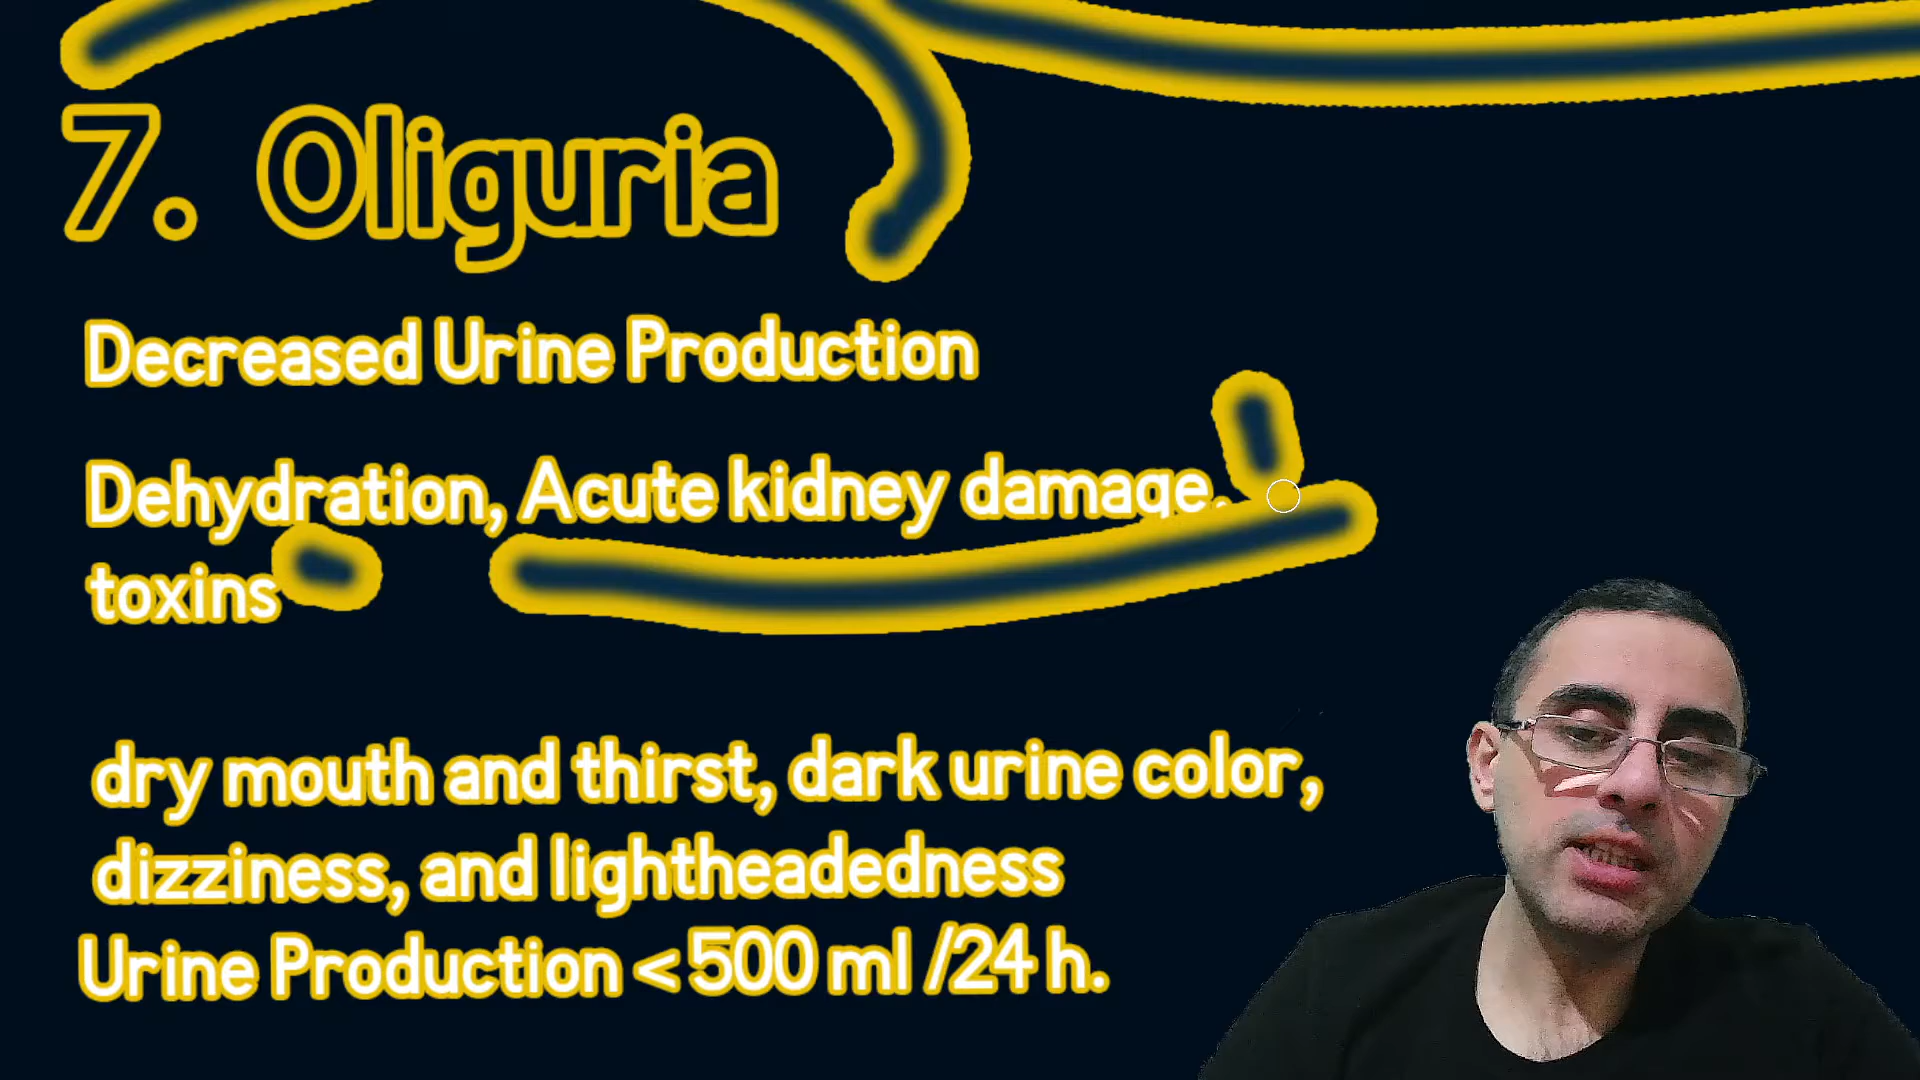 7. Oliguria
Decreased Urine Production
Dehydration, Acute kidney damage.
toxins
dry mouth and thirst, dark urine color,
dizziness, and lightheadedness
Urine Production < 500 ml /24 h.